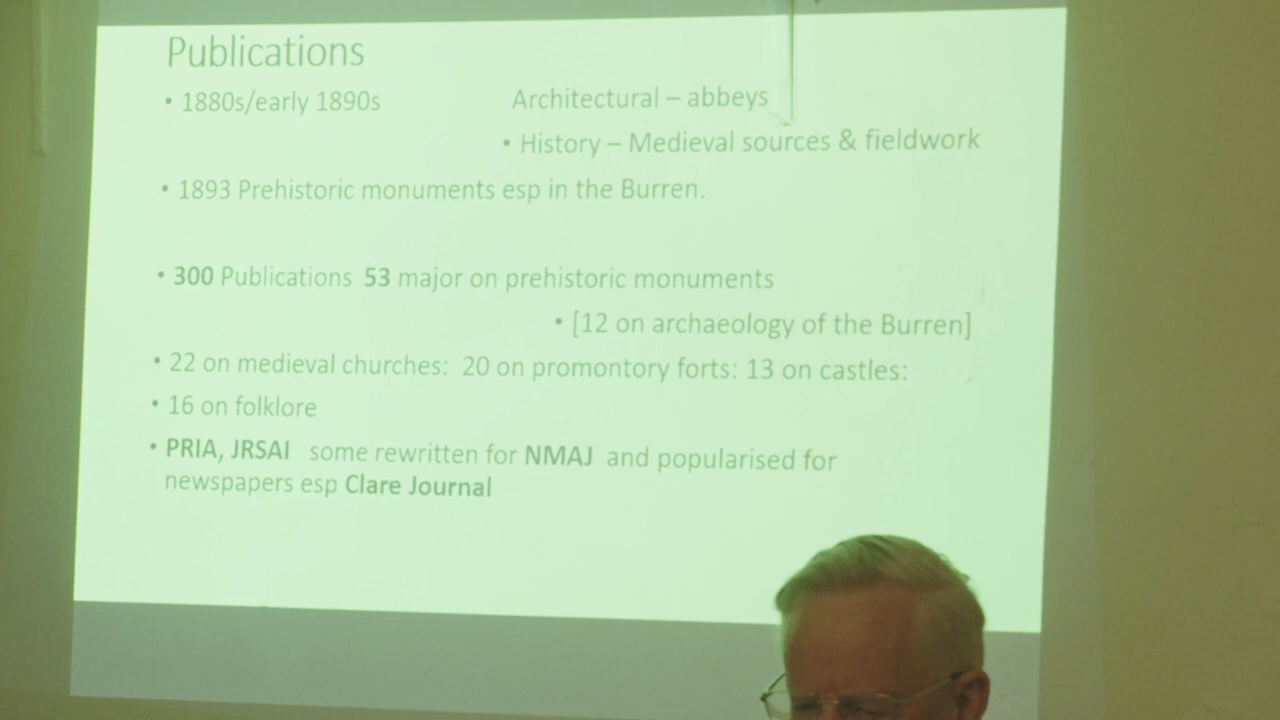 Publications
• 1880s/early 1890s Architectural – abbeys
• History – Medieval sources & fieldwork
• 1893 Prehistoric monuments esp in the Burren.
• 300 Publications 53 major on prehistoric monuments
• [12 on archaeology of the Burren]
• 22 on medieval churches: 20 on promontory forts: 13 on castles:
• 16 on folklore
• PRIA, JRSAI some rewritten for NMAJ and popularised for
newspapers esp Clare Journal